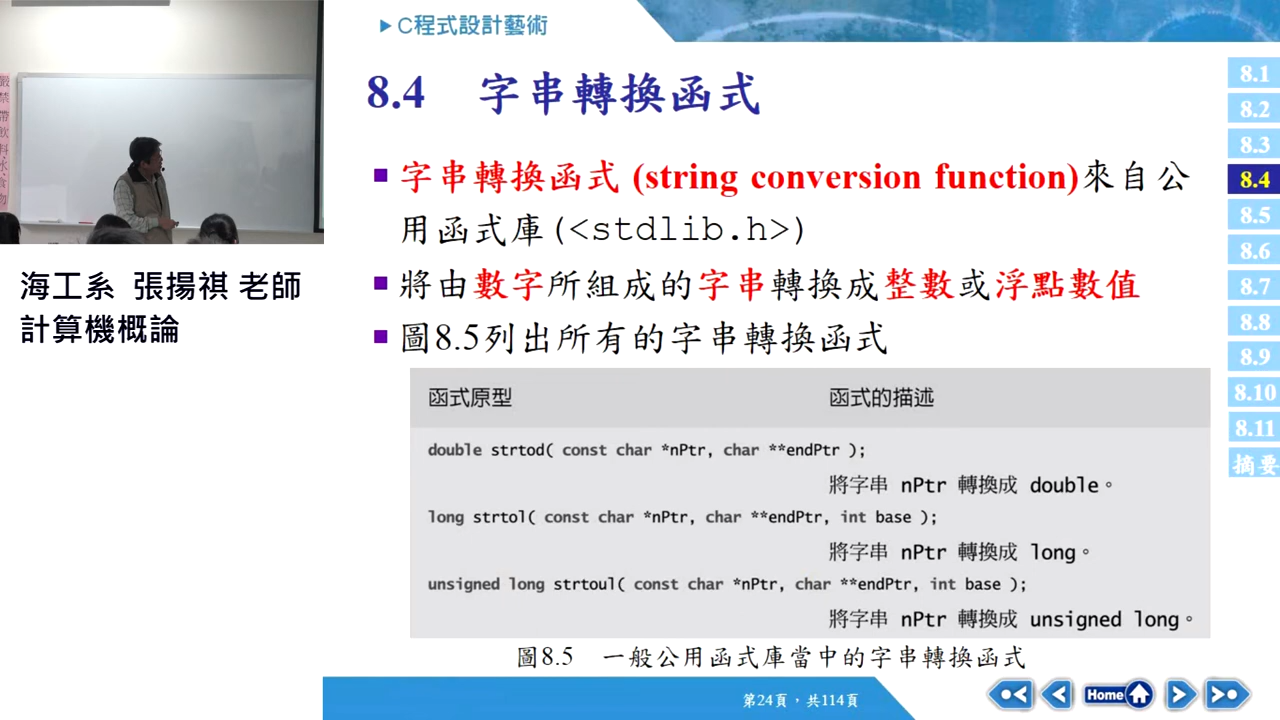 C程式設計藝術
8.4 字串轉換函式
字串轉換函式 (string conversion function)來自公
用函式庫(<stdlib.h>)
將由數字所組成的字串轉換成整數或浮點數值
圖8.5列出所有的字串轉換函式
函式原型 函式的描述
double strtod( const char *nPtr, char **endPtr );
將字串 nPtr 轉換成 double。
long strtol( const char *nPtr, char **endPtr, int base );
將字串 nPtr 轉換成 long。
unsigned long strtoul( const char *nPtr, char **endPtr, int base );
將字串 nPtr 轉換成 unsigned long。
圖8.5 一般公用函式庫當中的字串轉換函式
第24頁，共114頁
Home
8.1
8.2
8.3
8.4
8.5
8.6
8.7
8.8
8.9
8.10
8.11
摘要
嚴禁帶飲料、冰、食物
海工系 張揚祺 老師
計算機概論